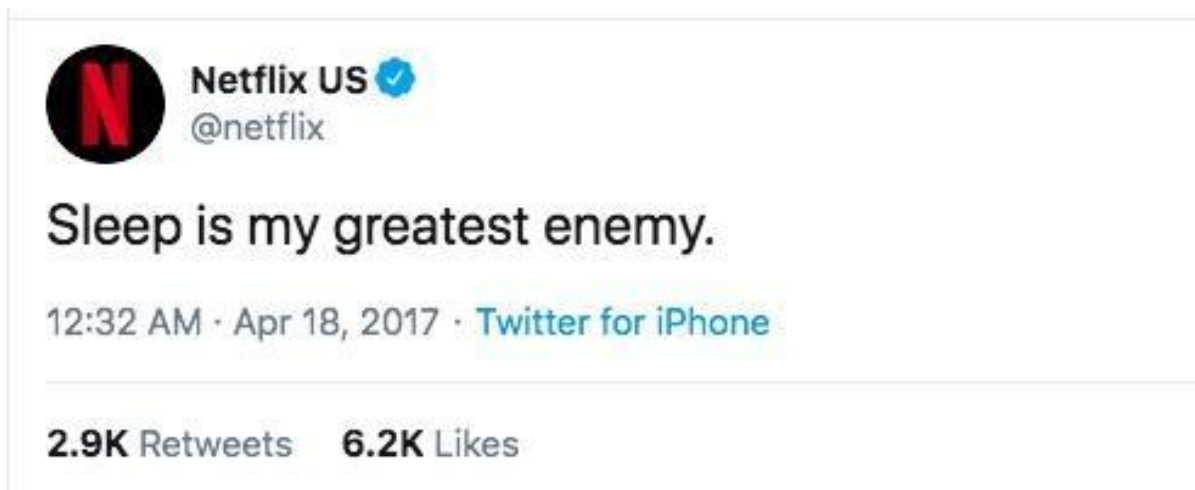 N
Netflix US
@netflix
Sleep is my greatest enemy.
12:32 AM · Apr 18, 2017 · Twitter for iPhone
2.9K Retweets 6.2K Likes